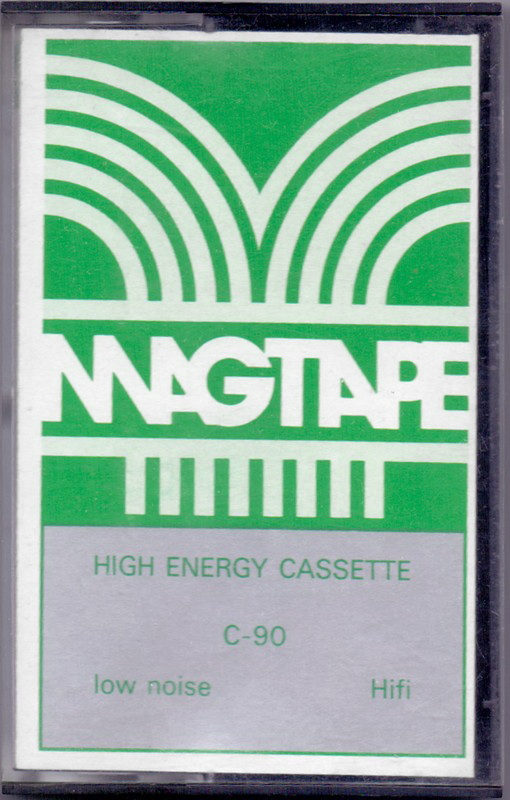 MAGTAPE
HIGH ENERGY CASSETTE
C-90
low noise Hifi